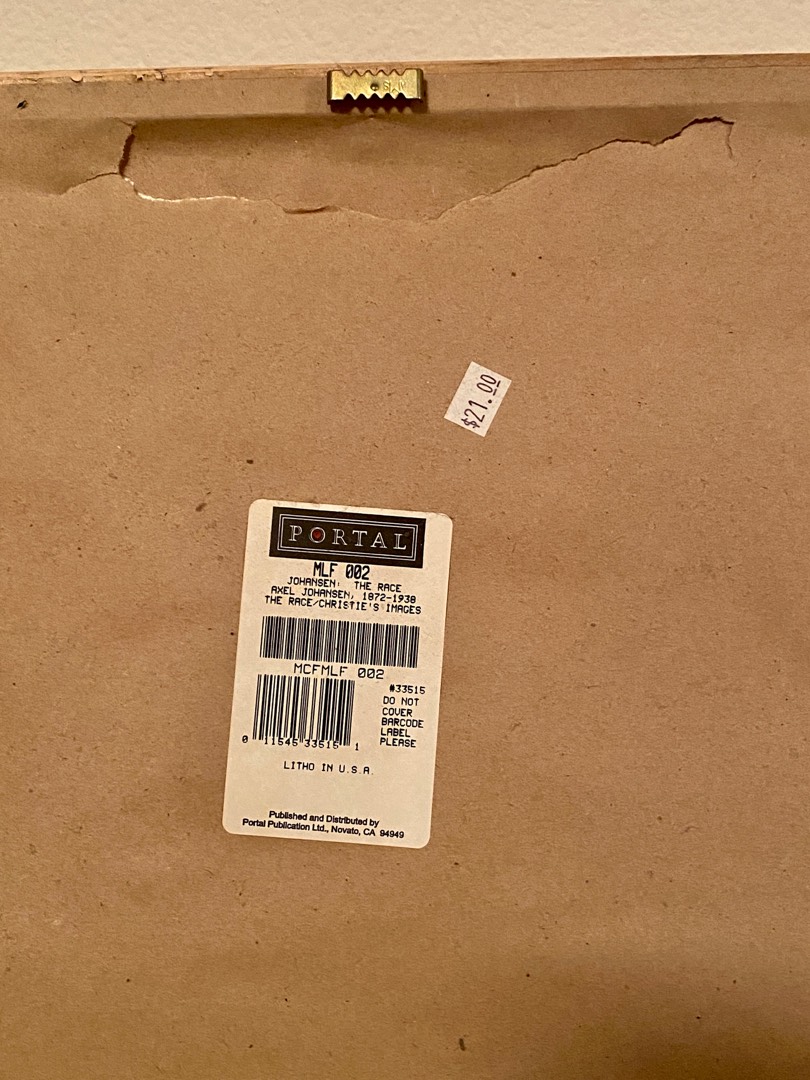 $21.00
PORTAL
MLF 002
JOHANSEN: THE RACE
AXEL JOHANSEN, 1872-1938
THE RACE/CHRISTIE'S IMAGES
MCFMLF 002
#33515
DO NOT
COVER
BARCODE
LABEL
PLEASE
0 11545 33515 1
LITHO IN U.S.A.
Published and Distributed by
Portal Publication Ltd., Novato, CA 94949